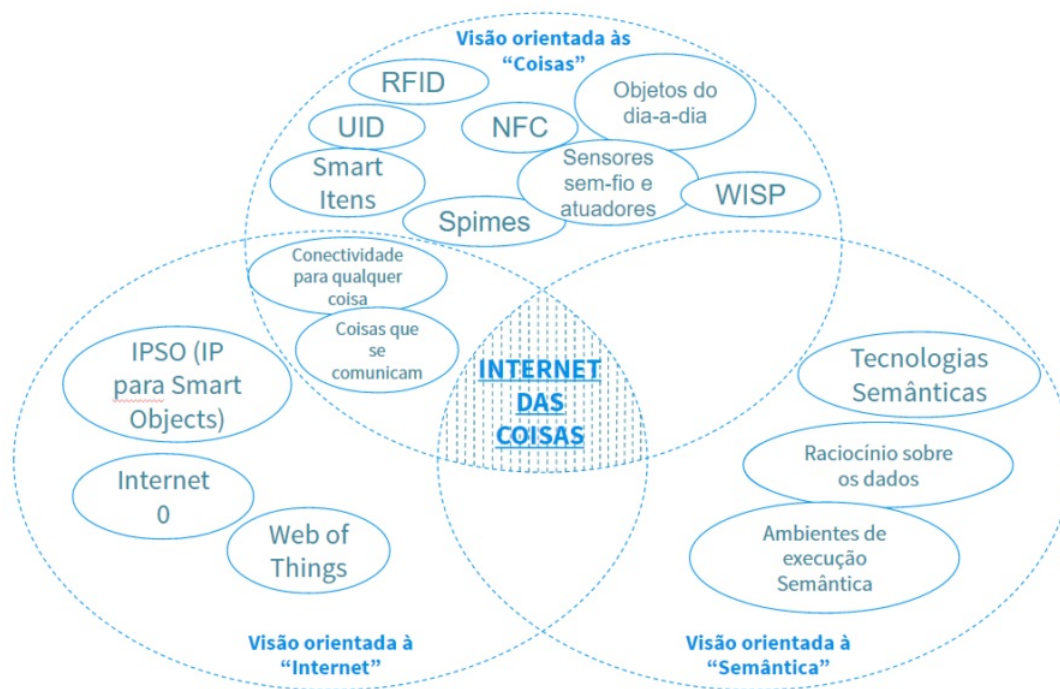 Visão orientada às
“Coisas”
RFID
Objetos do
dia-a-dia
UID
NFC
Smart
Itens
Sensores
sem-fio e
atuadores
WISP
Spimes
Conectividade
para qualquer
coisa
Coisas que
se
comunicam
IPSO (IP
para Smart
Objects)
INTERNET
DAS
COISAS
Tecnologias
Semânticas
Internet
0
Raciocínio sobre
os dados
Web of
Things
Ambientes de
execução
Semântica
Visão orientada à
“Internet”
Visão orientada à
“Semântica”